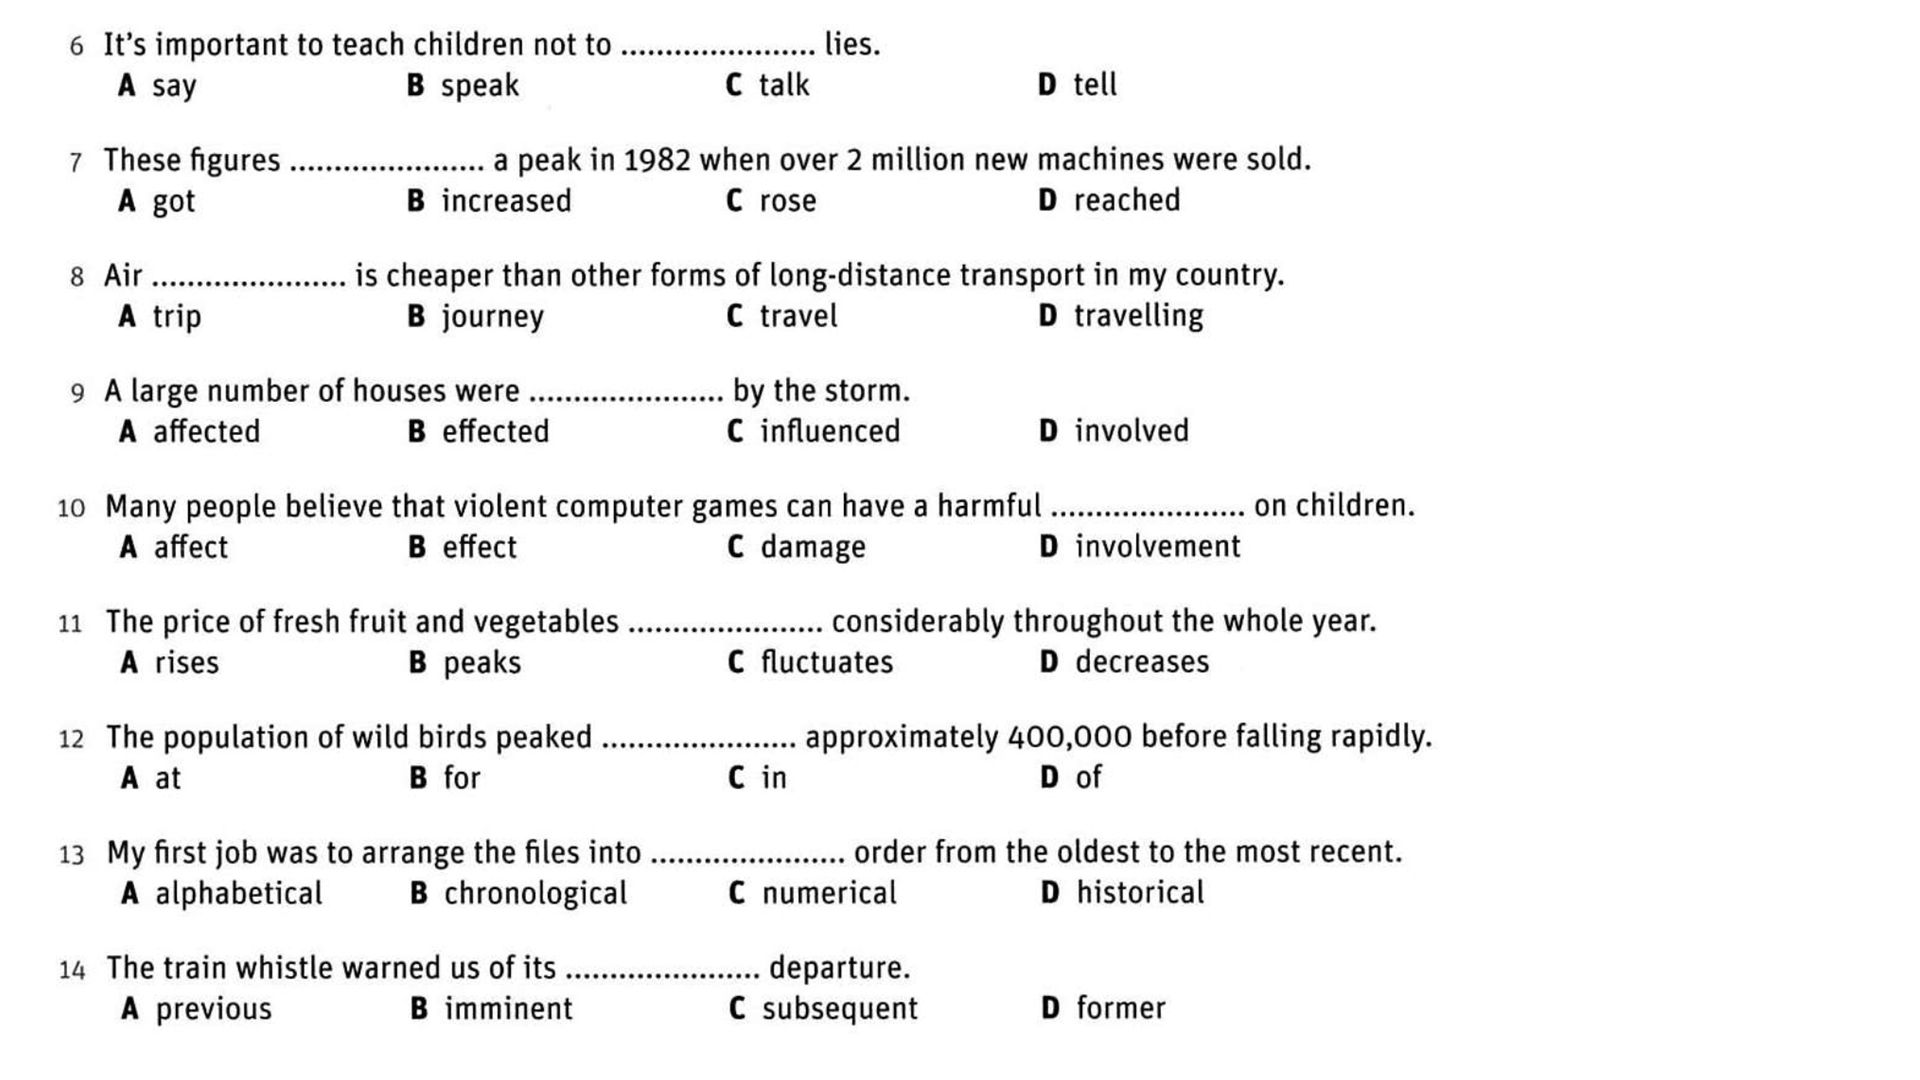 6 It's important to teach children not to ...................... lies.
A say B speak C talk D tell
7 These figures ...................... a peak in 1982 when over 2 million new machines were sold.
A got B increased C rose D reached
8 Air ...................... is cheaper than other forms of long-distance transport in my country.
A trip B journey C travel D travelling
9 A large number of houses were ...................... by the storm.
A affected B effected C influenced D involved
10 Many people believe that violent computer games can have a harmful ...................... on children.
A affect B effect C damage D involvement
11 The price of fresh fruit and vegetables ...................... considerably throughout the whole year.
A rises B peaks C fluctuates D decreases
12 The population of wild birds peaked ...................... approximately 400,000 before falling rapidly.
A at B for C in D of
13 My first job was to arrange the files into ...................... order from the oldest to the most recent.
A alphabetical B chronological C numerical D historical
14 The train whistle warned us of its ...................... departure.
A previous B imminent C subsequent D former